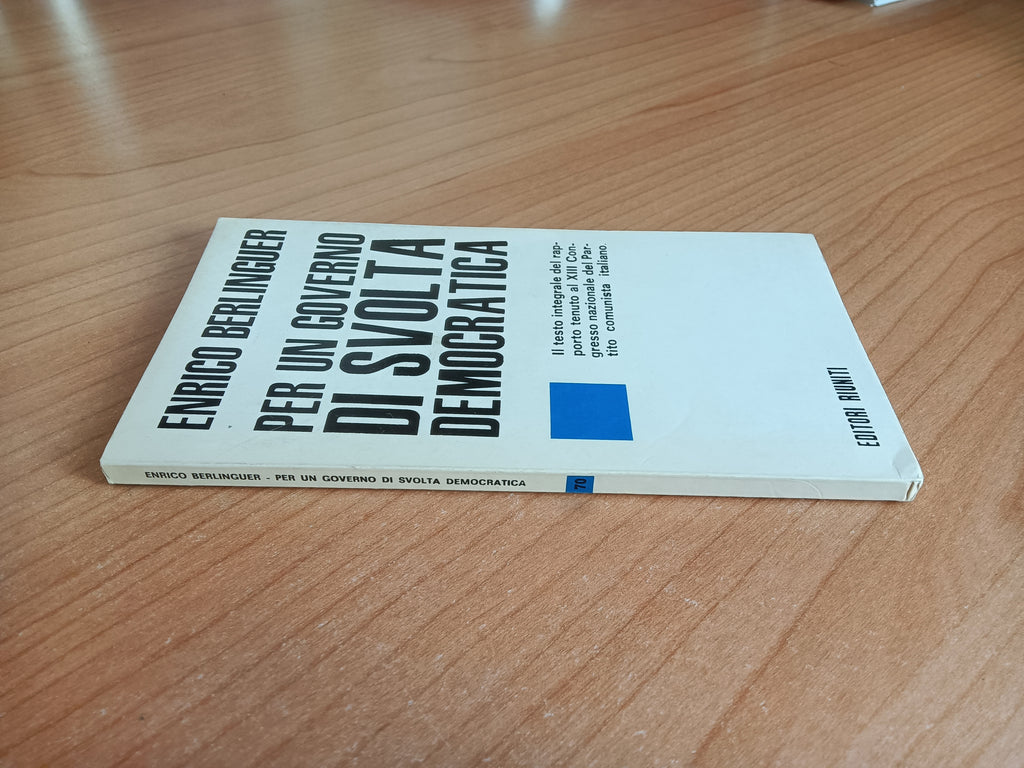 ENRICO BERLINGUER
PER UN GOVERNO
DI SVOLTA
DEMOCRATICA
Il testo integrale del rap-
porto tenuto al XIII Con-
gresso nazionale del Par-
tito comunista italiano.
EDITORI RIUNITI
ENRICO BERLINGUER - PER UN GOVERNO DI SVOLTA DEMOCRATICA
70